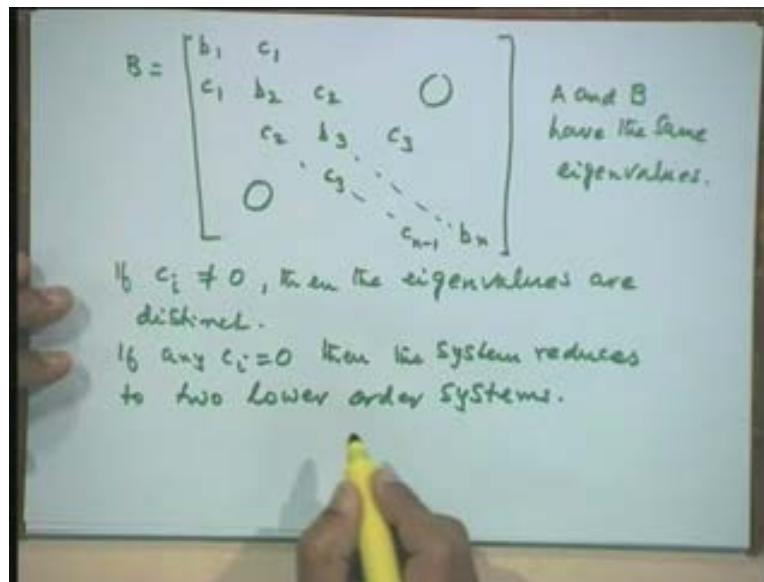 B =
b₁ c₁
c₁ b₂ c₂ O
c₂ b₃ c₃
O c₃
cₙ₋₁ bₙ
A and B
have the same
eigenvalues.
If cᵢ ≠ 0, then the eigenvalues are
distinct.
If any cᵢ = 0 then the system reduces
to two lower order systems.